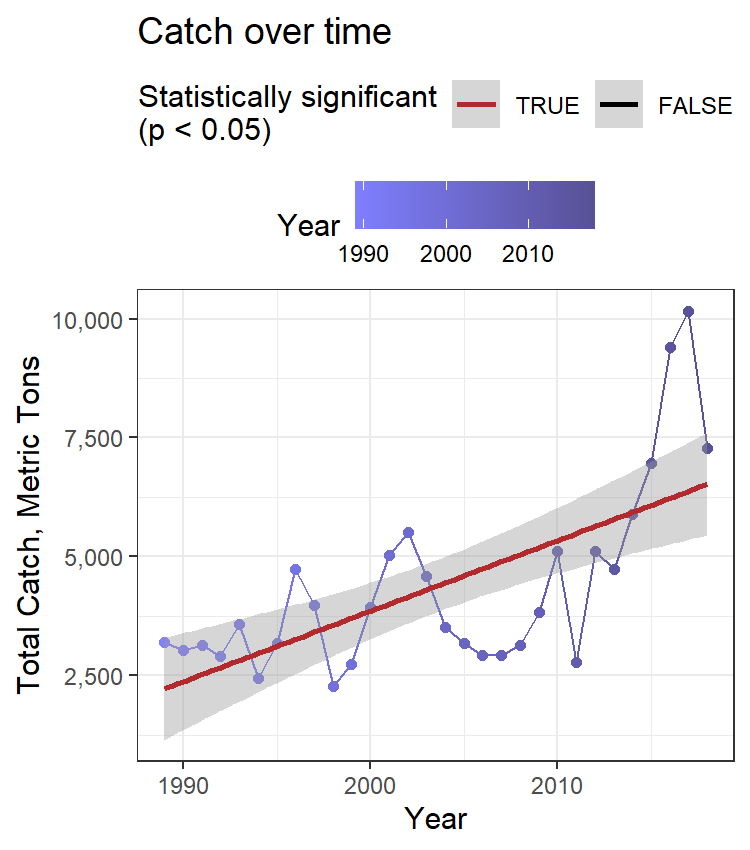 Catch over time
Statistically significant
(p < 0.05)
TRUE
FALSE
Year
1990 2000 2010
10,000
7,500
5,000
2,500
Total Catch, Metric Tons
1990 2000 2010
Year